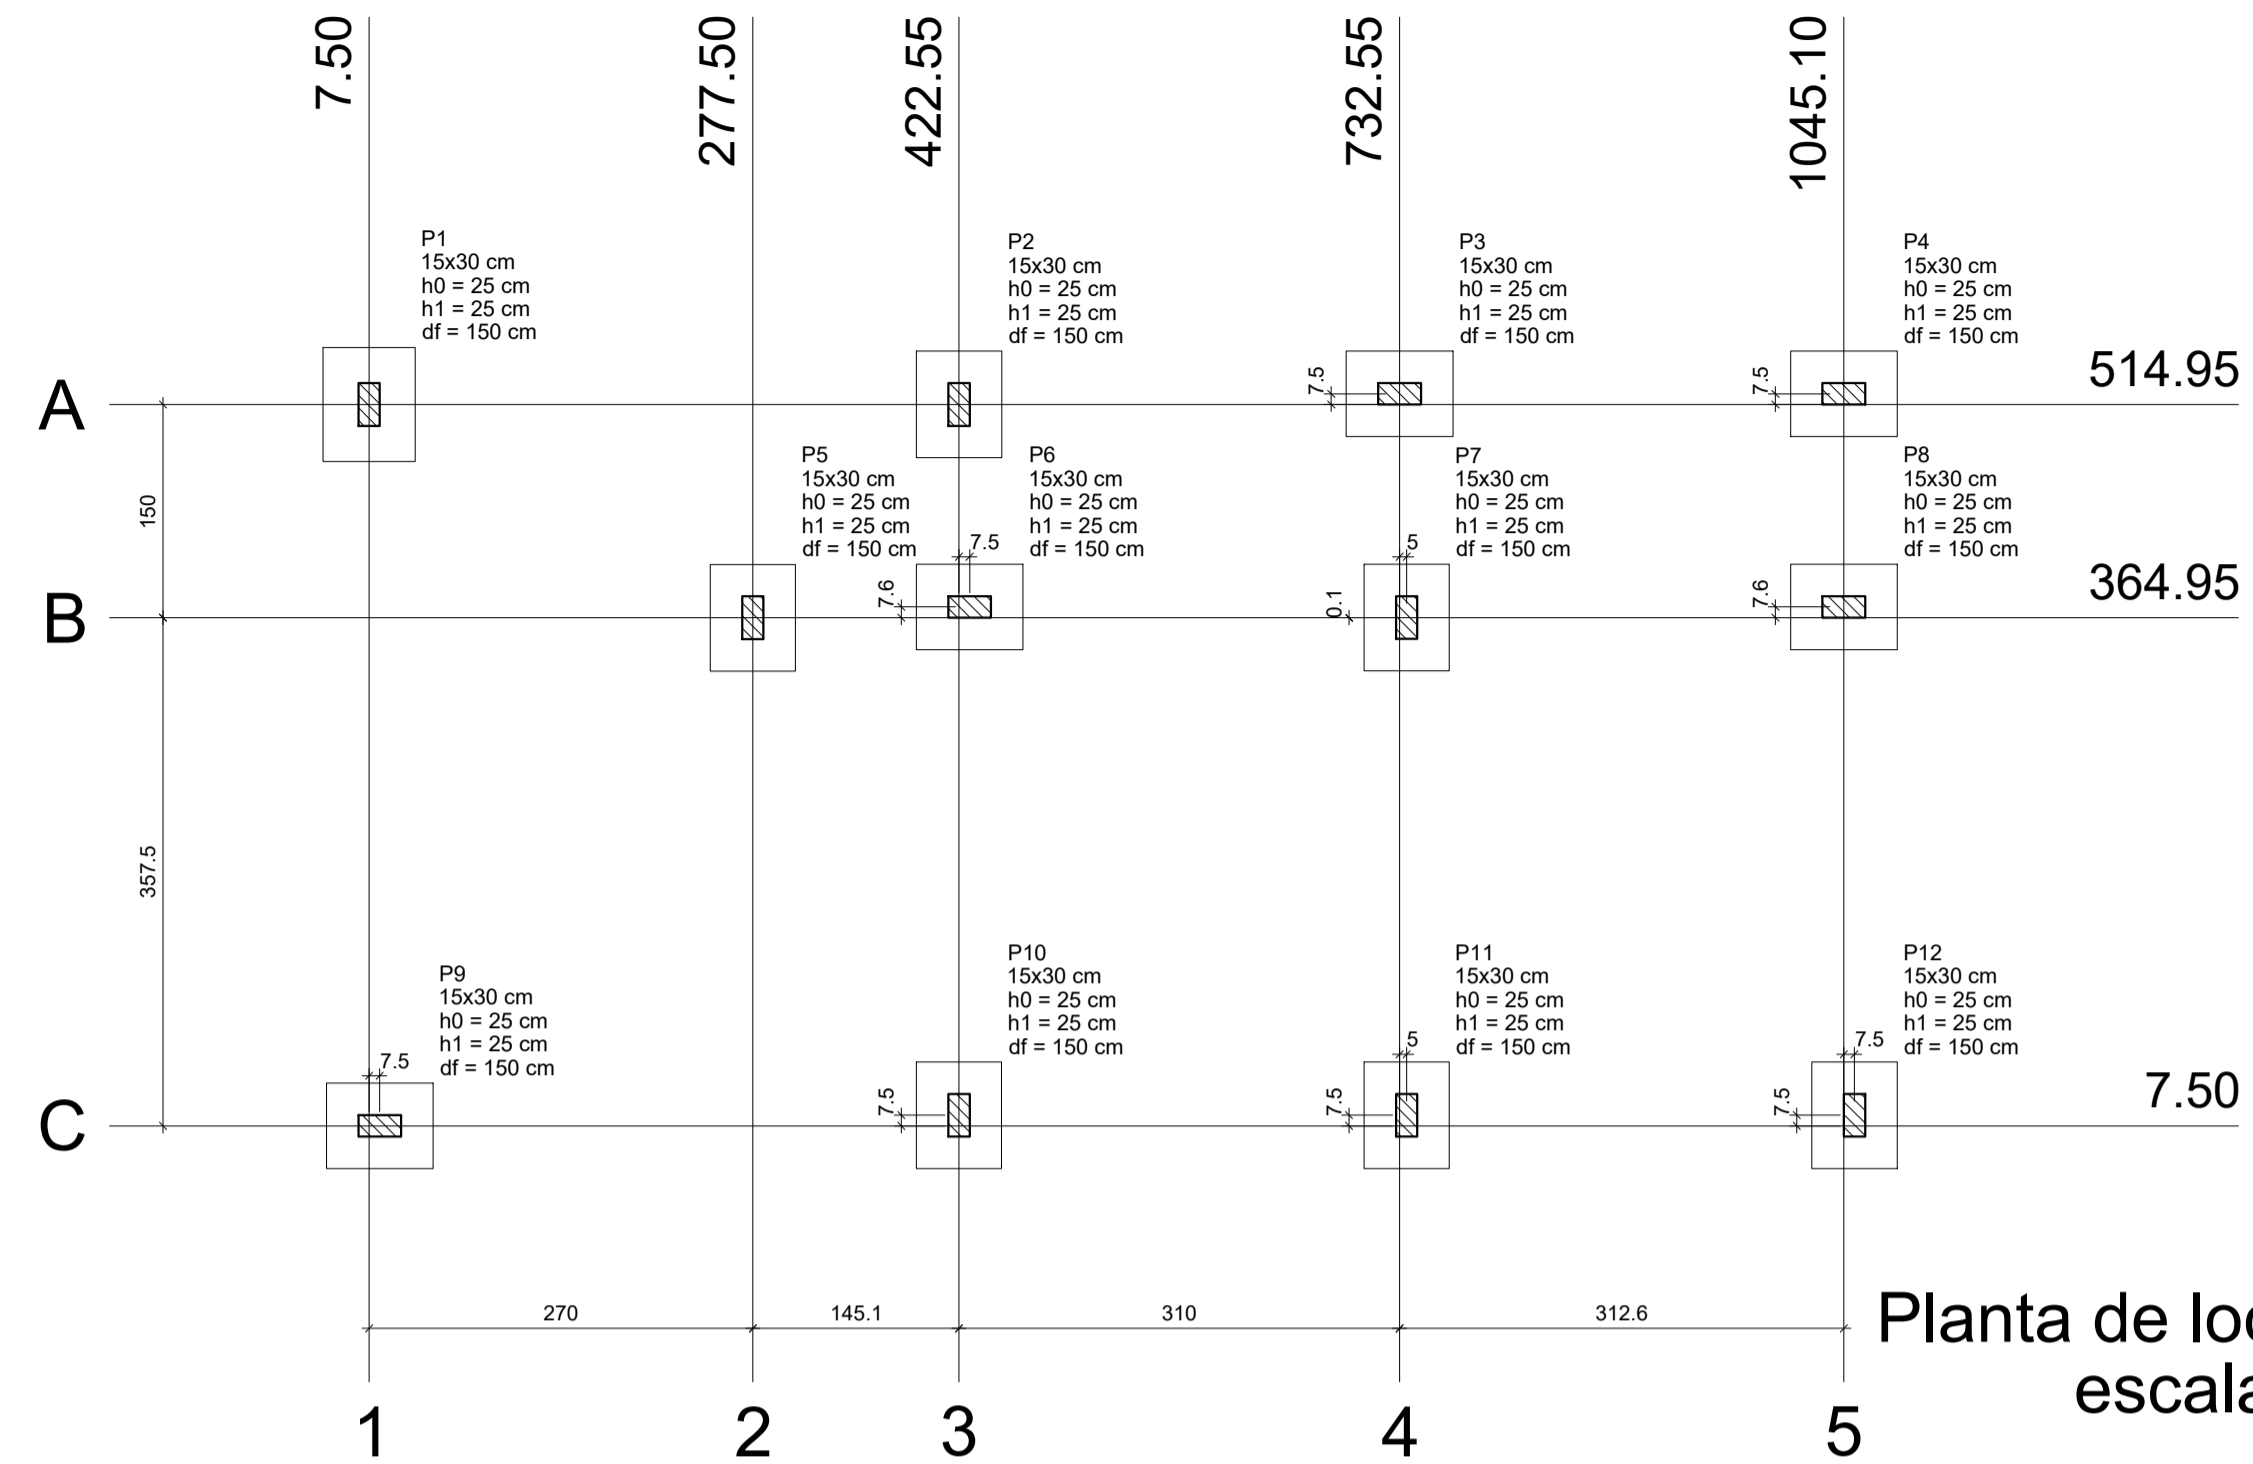 7.50
277.50
422.55
732.55
1045.10
P1
15x30 cm
h0 = 25 cm
h1 = 25 cm
df = 150 cm
P2
15x30 cm
h0 = 25 cm
h1 = 25 cm
df = 150 cm
P3
15x30 cm
h0 = 25 cm
h1 = 25 cm
df = 150 cm
P4
15x30 cm
h0 = 25 cm
h1 = 25 cm
df = 150 cm
A
7.5
7.5
514.95
150
P5
15x30 cm
h0 = 25 cm
h1 = 25 cm
df = 150 cm
P6
15x30 cm
h0 = 25 cm
h1 = 25 cm
df = 150 cm
P7
15x30 cm
h0 = 25 cm
h1 = 25 cm
df = 150 cm
P8
15x30 cm
h0 = 25 cm
h1 = 25 cm
df = 150 cm
7.5
5
B
7.6
0.1
7.6
364.95
357.5
P9
15x30 cm
h0 = 25 cm
h1 = 25 cm
df = 150 cm
P10
15x30 cm
h0 = 25 cm
h1 = 25 cm
df = 150 cm
P11
15x30 cm
h0 = 25 cm
h1 = 25 cm
df = 150 cm
P12
15x30 cm
h0 = 25 cm
h1 = 25 cm
df = 150 cm
7.5
5
7.5
C
7.5
7.5
7.5
7.50
270
145.1
310
312.6
Planta de
escala
1
2
3
4
5